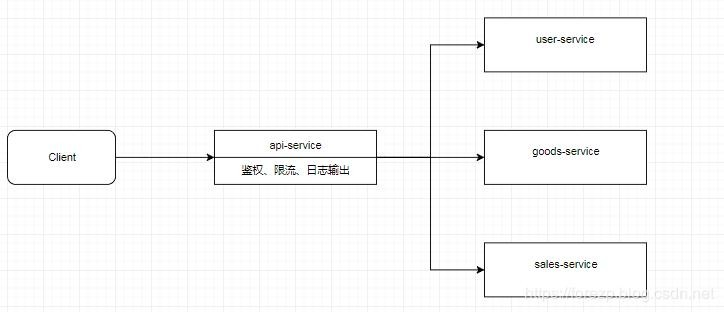 user-service
Client
api-service
鉴权、限流、日志输出
goods-service
sales-service
https://forezp.blog.csdn.net